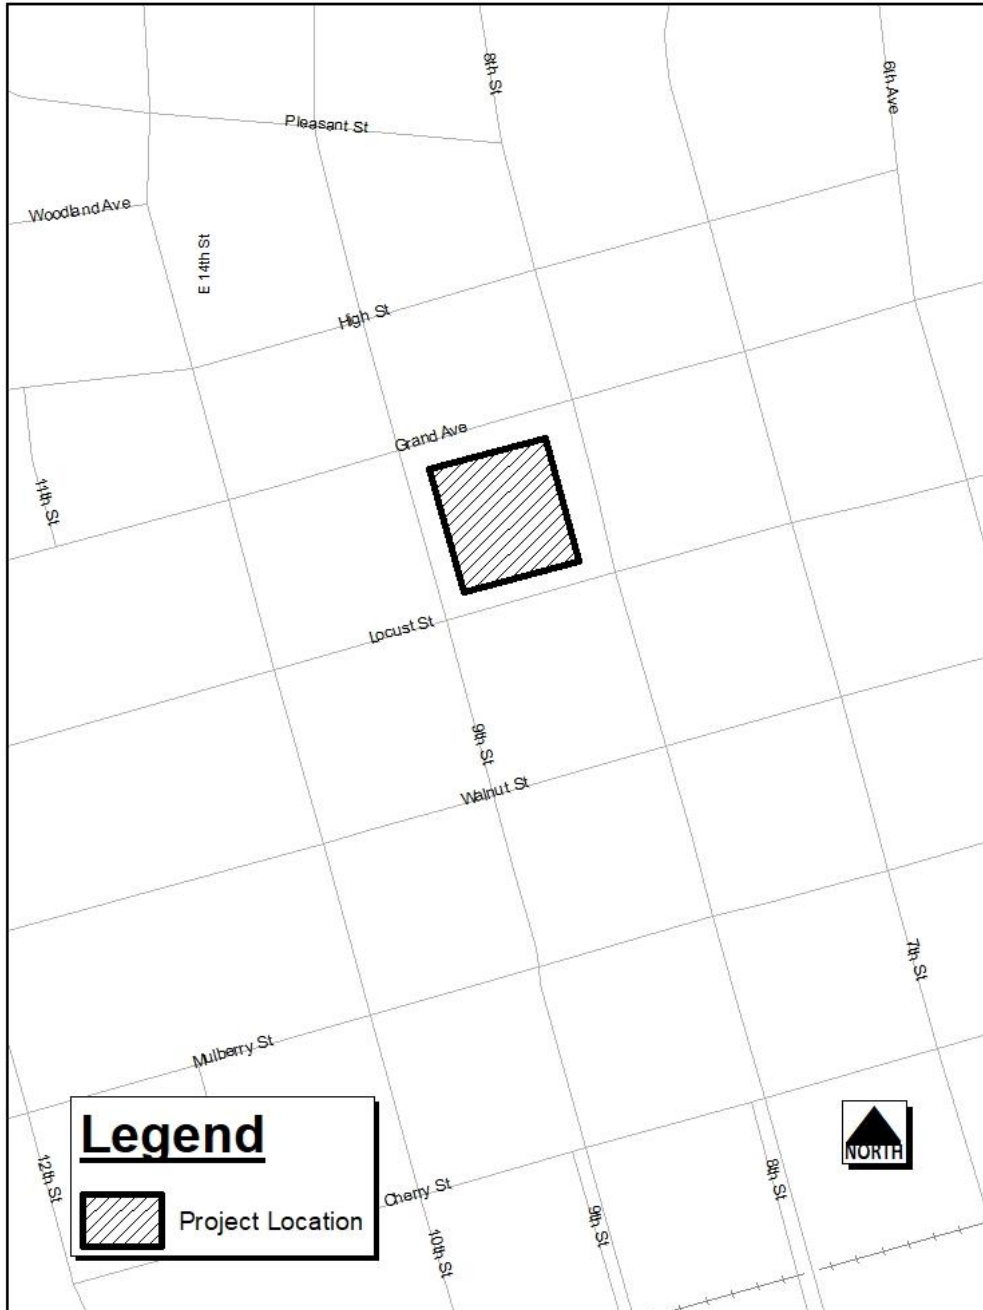 8th St
6th Ave
Pleasant St
Woodland Ave
E 14th St
High St
Grand Ave
11th St
Locust St
9th St
Walnut St
7th St
Mulberry St
Legend
NORTH
12th St
8th St
Cherry St
Project Location
9th St
10th St